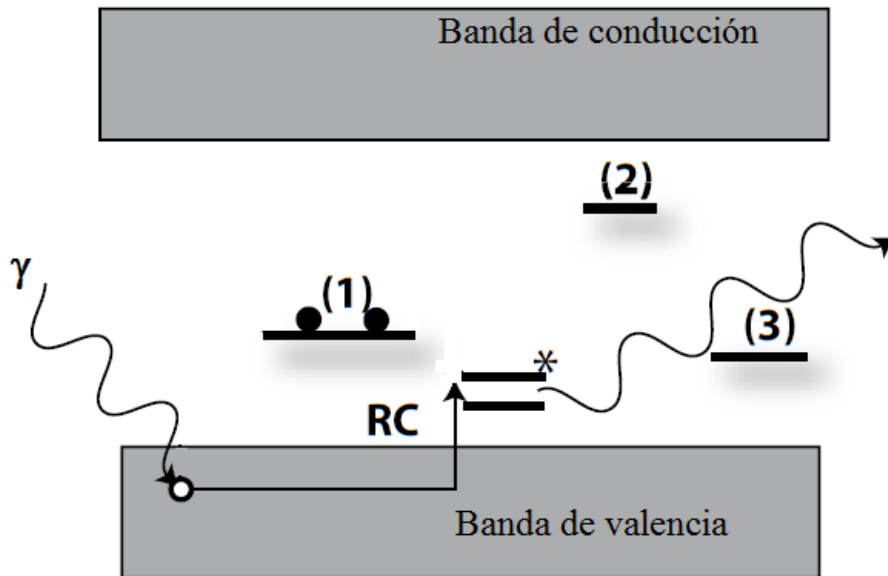 Banda de conducción
(2)
γ
(1)
(3)
*
RC
Banda de valencia